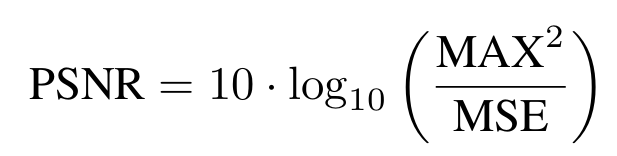 PSNR = 10 · log₁₀ (MAX² / MSE)